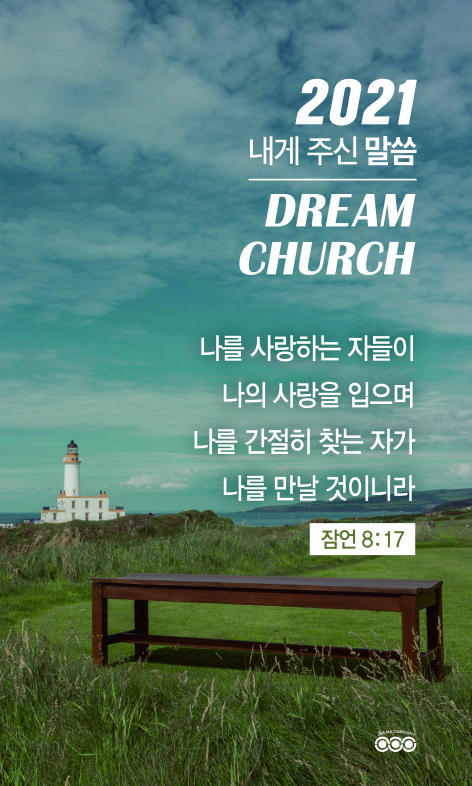 2021
내게 주신 말씀
DREAM
CHURCH
나를 사랑하는 자들이
나의 사랑을 입으며
나를 간절히 찾는 자가
나를 만날 것이니라
잠언 8:17